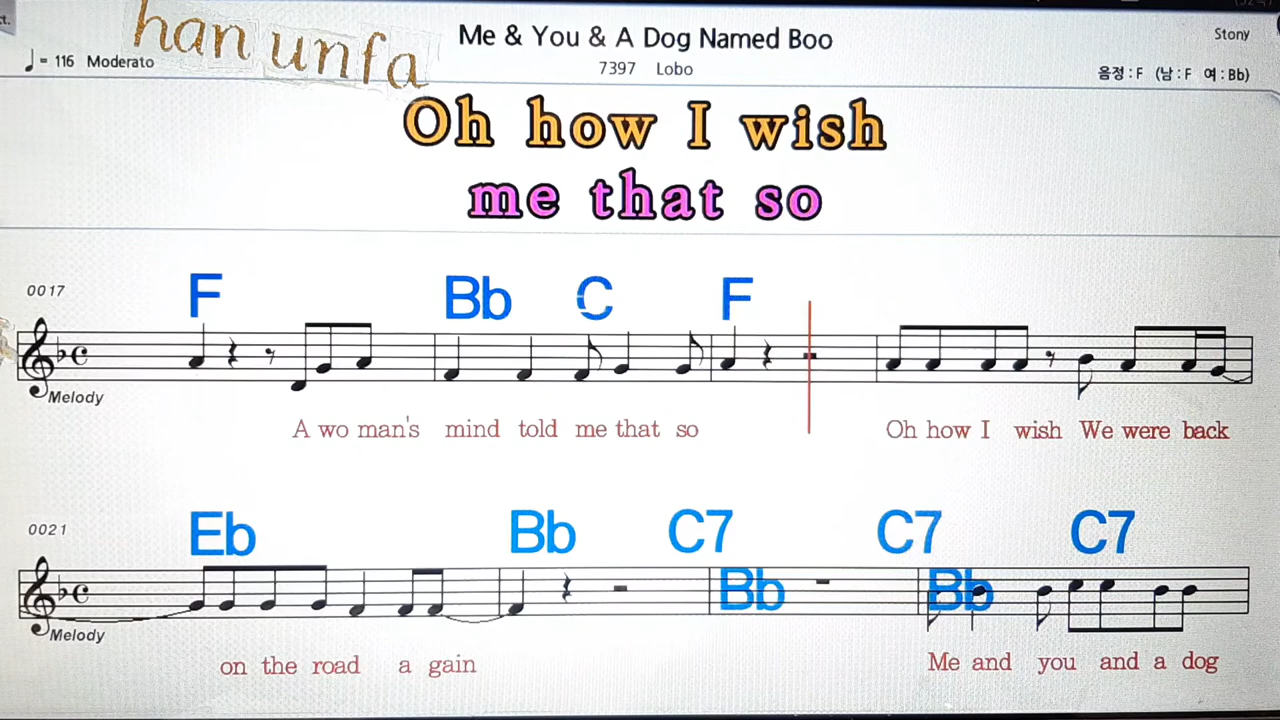 ct.
han unfa
Me & You & A Dog Named Boo
Stony
= 116 Moderato
7397 Lobo
음정 : F (남 : F 여 : Bb)
Oh how I wish
me that so
0017
F Bb C F
Melody
A wo man's mind told me that so Oh how I wish We were back
0021
Eb Bb C7 C7 C7
Bb Bb
Melody
on the road a gain Me and you and a dog